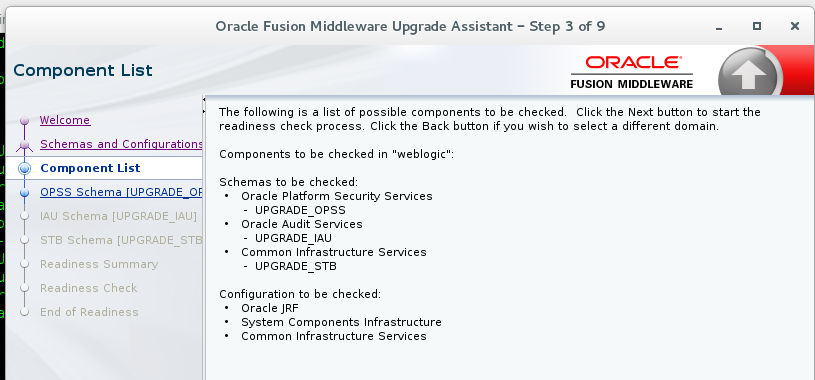 Oracle Fusion Middleware Upgrade Assistant – Step 3 of 9
Component List
ORACLE
FUSION MIDDLEWARE
Welcome
Schemas and Configurations
Component List
OPSS Schema [UPGRADE_OP
IAU Schema [UPGRADE_IAU]
STB Schema [UPGRADE_STB
Readiness Summary
Readiness Check
End of Readiness
The following is a list of possible components to be checked. Click the Next button to start the
readiness check process. Click the Back button if you wish to select a different domain.
Components to be checked in "weblogic":
Schemas to be checked:
• Oracle Platform Security Services
- UPGRADE_OPSS
• Oracle Audit Services
- UPGRADE_IAU
• Common Infrastructure Services
- UPGRADE_STB
Configuration to be checked:
• Oracle JRF
• System Components Infrastructure
• Common Infrastructure Services